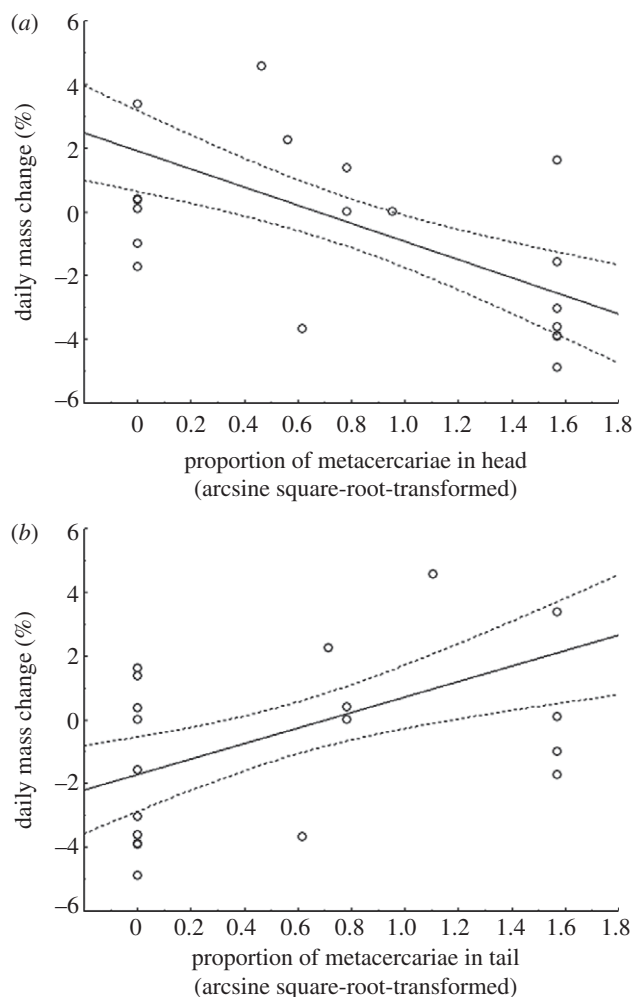 (a)
6
4
2
0
–2
–4
–6
daily mass change (%)
0 0.2 0.4 0.6 0.8 1.0 1.2 1.4 1.6 1.8
proportion of metacercariae in head
(arcsine square-root-transformed)
(b)
6
4
2
0
–2
–4
–6
daily mass change (%)
0 0.2 0.4 0.6 0.8 1.0 1.2 1.4 1.6 1.8
proportion of metacercariae in tail
(arcsine square-root-transformed)